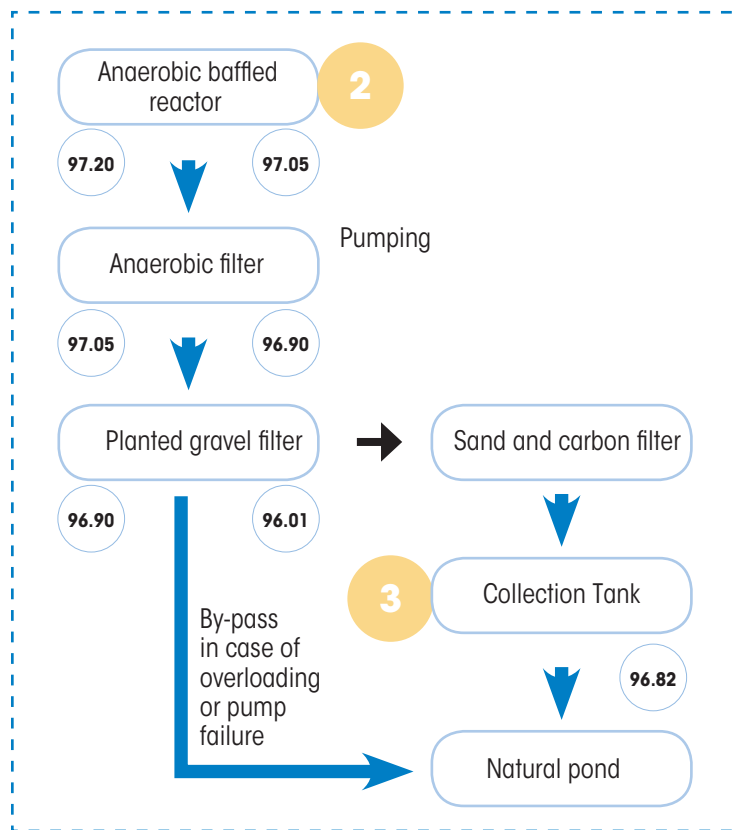 Anaerobic baffled
reactor
2
97.20
97.05
Anaerobic filter
Pumping
97.05
96.90
Planted gravel filter
Sand and carbon filter
96.90
96.01
3
Collection Tank
By-pass
in case of
overloading
or pump
failure
96.82
Natural pond